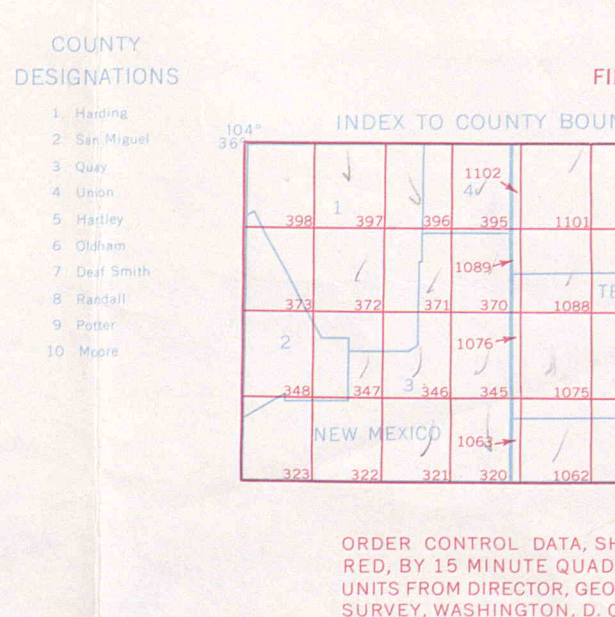 COUNTY
DESIGNATIONS
1 Harding
2 San Miguel
3 Quay
4 Union
5 Hartley
6 Oldham
7 Deaf Smith
8 Randall
9 Potter
10 Moore
FI
INDEX TO COUNTY BOUN
104°
36°
1102
4
1
398 397 396 395 1101
1089
TE
373 372 371 370 1088
1076
2
3
348 347 346 345 1075
NEW MEXICO
1063
323 322 321 320 1062
ORDER CONTROL DATA, SH
RED, BY 15 MINUTE QUAD
UNITS FROM DIRECTOR, GEO
SURVEY, WASHINGTON, D. C